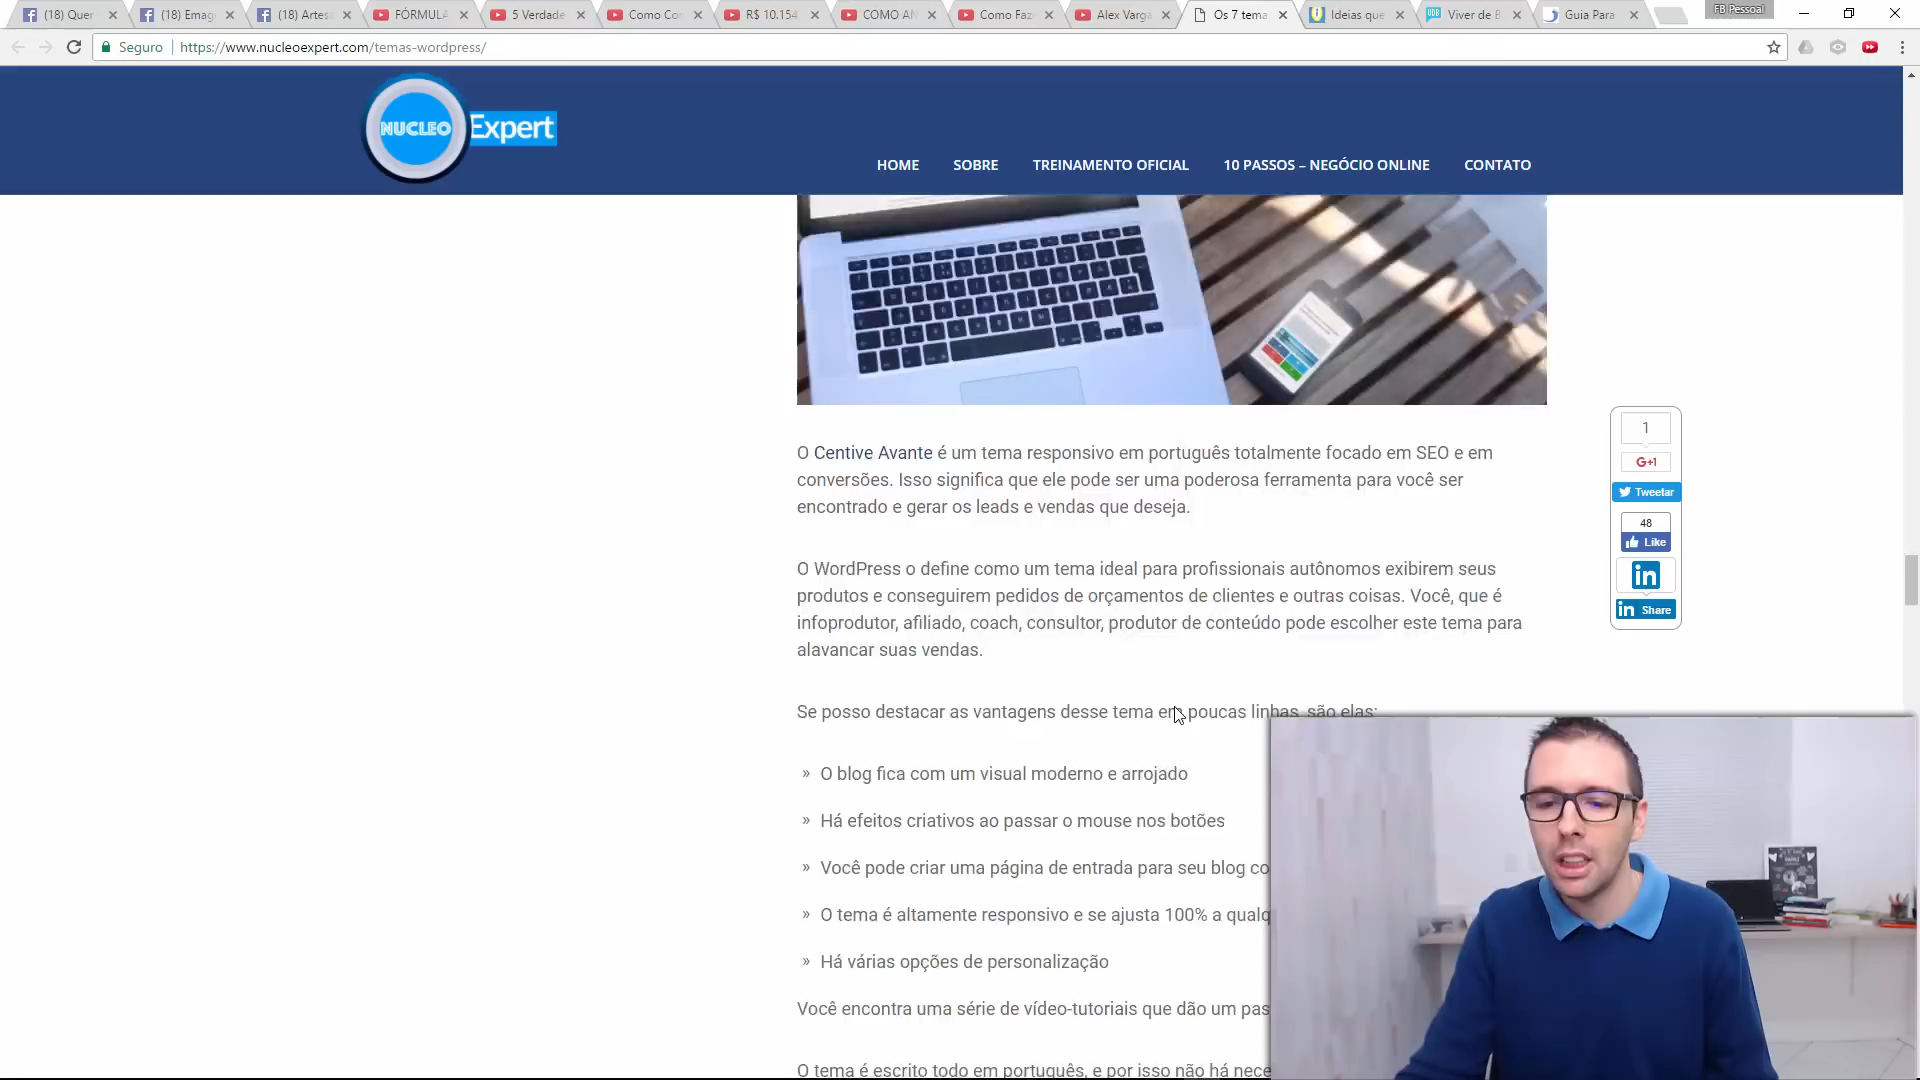 (18) Quer
(18) Emag
(18) Artes
FÓRMUL
5 Verdade
Como Co
R$ 10.154
COMO A
Como Faz
Alex Varga
Os 7 tema
Ideias que
Viver de B
Guia Para
FB Pessoal
Seguro
https://www.nucleoexpert.com/temas-wordpress/
NUCLEO Expert
HOME
SOBRE
TREINAMENTO OFICIAL
10 PASSOS – NEGÓCIO ONLINE
CONTATO
O Centive Avante é um tema responsivo em português totalmente focado em SEO e em
conversões. Isso significa que ele pode ser uma poderosa ferramenta para você ser
encontrado e gerar os leads e vendas que deseja.
O WordPress o define como um tema ideal para profissionais autônomos exibirem seus
produtos e conseguirem pedidos de orçamentos de clientes e outras coisas. Você, que é
infoprodutor, afiliado, coach, consultor, produtor de conteúdo pode escolher este tema para
alavancar suas vendas.
Se posso destacar as vantagens desse tema em poucas linhas, são elas:
» O blog fica com um visual moderno e arrojado
» Há efeitos criativos ao passar o mouse nos botões
» Você pode criar uma página de entrada para seu blog co
» O tema é altamente responsivo e se ajusta 100% a qualq
» Há várias opções de personalização
Você encontra uma série de vídeo-tutoriais que dão um pas
O tema é escrito todo em português, e por isso não há nece
1
G+1
Tweetar
48
Like
in
in Share